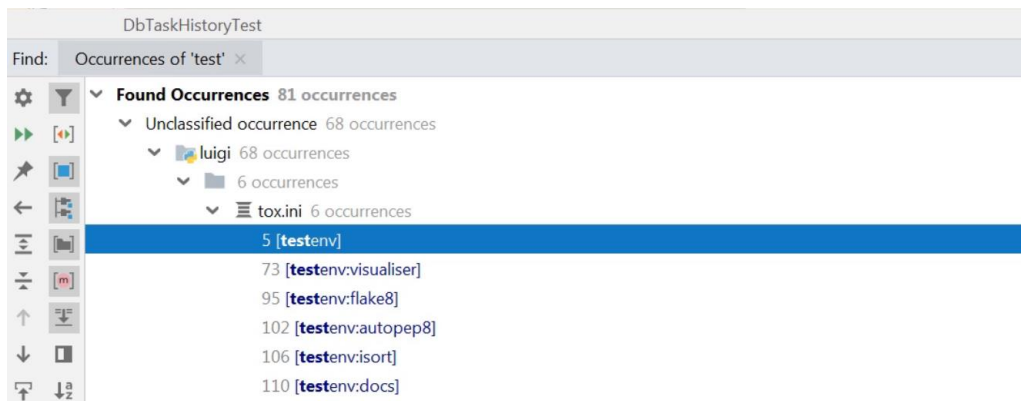 DbTaskHistoryTest
Find: Occurrences of 'test' ×
Found Occurrences 81 occurrences
Unclassified occurrence 68 occurrences
luigi 68 occurrences
6 occurrences
tox.ini 6 occurrences
5 [testenv]
73 [testenv:visualiser]
95 [testenv:flake8]
102 [testenv:autopep8]
106 [testenv:isort]
110 [testenv:docs]